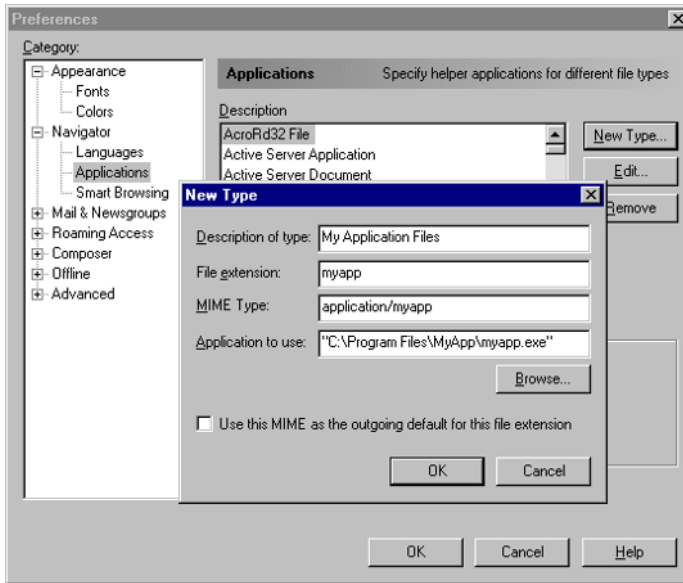 Preferences
Category:
Appearance
Fonts
Colors
Navigator
Languages
Applications
Smart Browsing
Mail & Newsgroups
Roaming Access
Composer
Offline
Advanced
Applications Specify helper applications for different file types
Description
AcroRd32 File
Active Server Application
Active Server Document
New Type...
Edit...
Remove
New Type
Description of type: My Application Files
File extension: myapp
MIME Type: application/myapp
Application to use: "C:\Program Files\MyApp\myapp.exe"
Browse...
Use this MIME as the outgoing default for this file extension
OK Cancel
OK Cancel Help